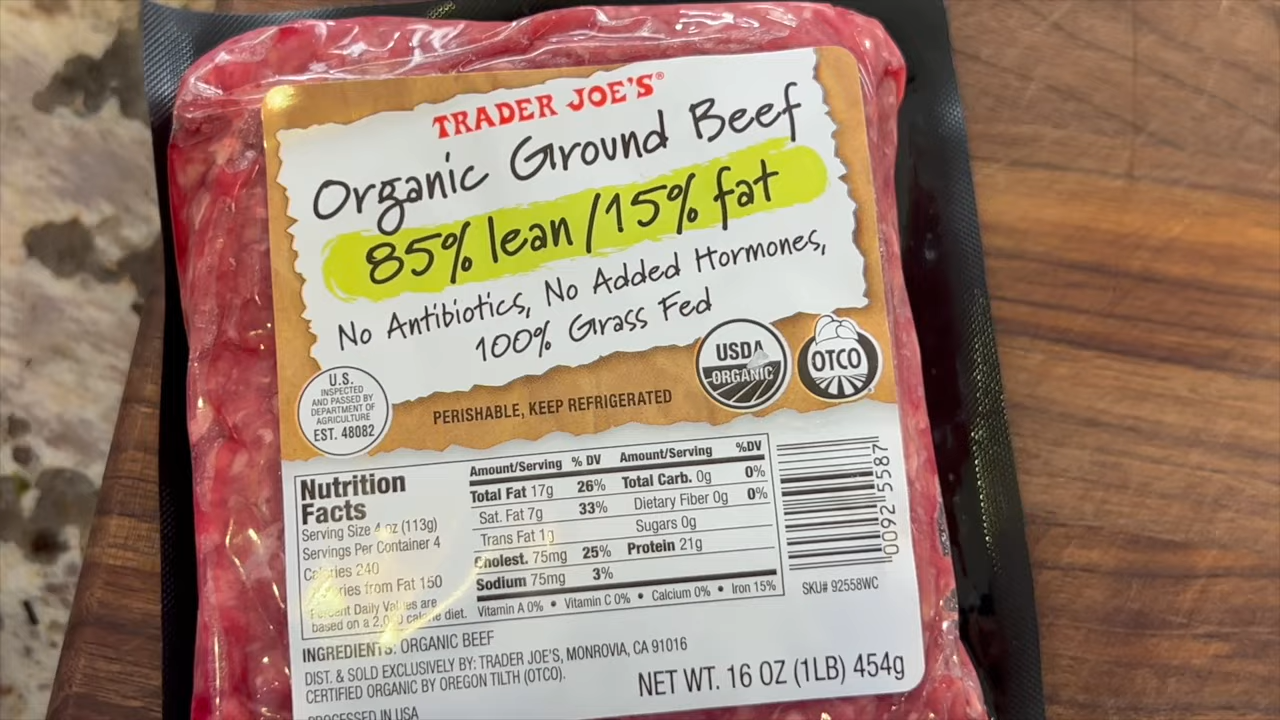 TRADER JOE'S®
Organic Ground Beef
85% lean/15% fat
No Antibiotics, No Added Hormones,
100% Grass Fed
USDA
ORGANIC
OTCO
U.S.
INSPECTED
AND PASSED BY
DEPARTMENT OF
AGRICULTURE
EST. 48082
PERISHABLE, KEEP REFRIGERATED
Nutrition
Facts
Serving Size 4 oz (113g)
Servings Per Container 4
Calories 240
Calories from Fat 150
Percent Daily Values are
based on a 2,000 calorie diet.
Amount/Serving % DV Amount/Serving %DV
Total Fat 17g 26% Total Carb. 0g 0%
Sat. Fat 7g 33% Dietary Fiber 0g 0%
Trans Fat 1g Sugars 0g
Cholest. 75mg 25% Protein 21g
Sodium 75mg 3%
Vitamin A 0% • Vitamin C 0% • Calcium 0% • Iron 15%
0092 5587
SKU# 92558WC
INGREDIENTS: ORGANIC BEEF
DIST. & SOLD EXCLUSIVELY BY: TRADER JOE'S, MONROVIA, CA 91016
CERTIFIED ORGANIC BY OREGON TILTH (OTCO).
PROCESSED IN USA
NET WT. 16 OZ (1LB) 454g